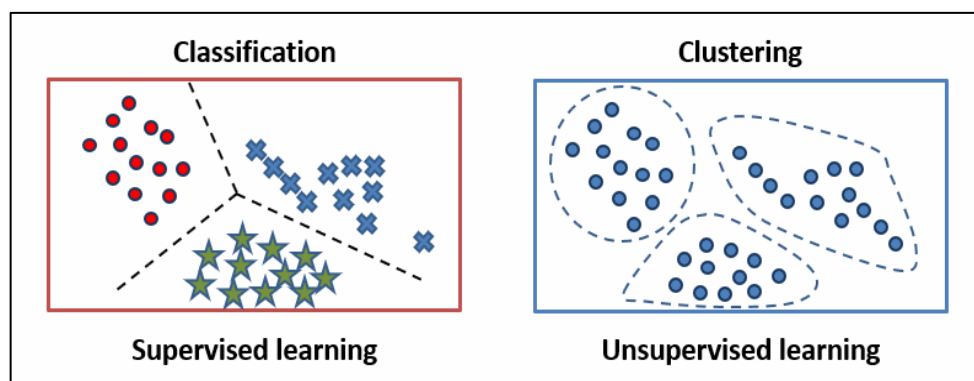 Classification
Clustering
Supervised learning
Unsupervised learning